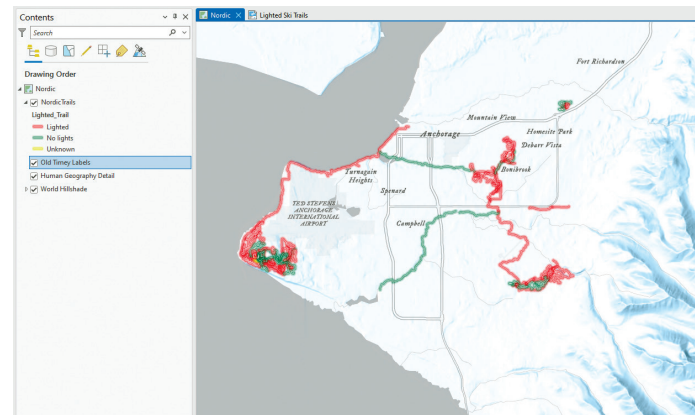 Contents
Search
Drawing Order
Nordic
NordicTrails
Lighted_Trail
Lighted
No lights
Unknown
Old Timey Labels
Human Geography Detail
World Hillshade
Nordic
Lighted Ski Trails
Fort Richardson
Mountain View
Anchorage
Homesite Park
Debarr Vista
Turnagain
Heights
Bonibrook
Spenard
TED STEVENS
ANCHORAGE
INTERNATIONAL
AIRPORT
Campbell